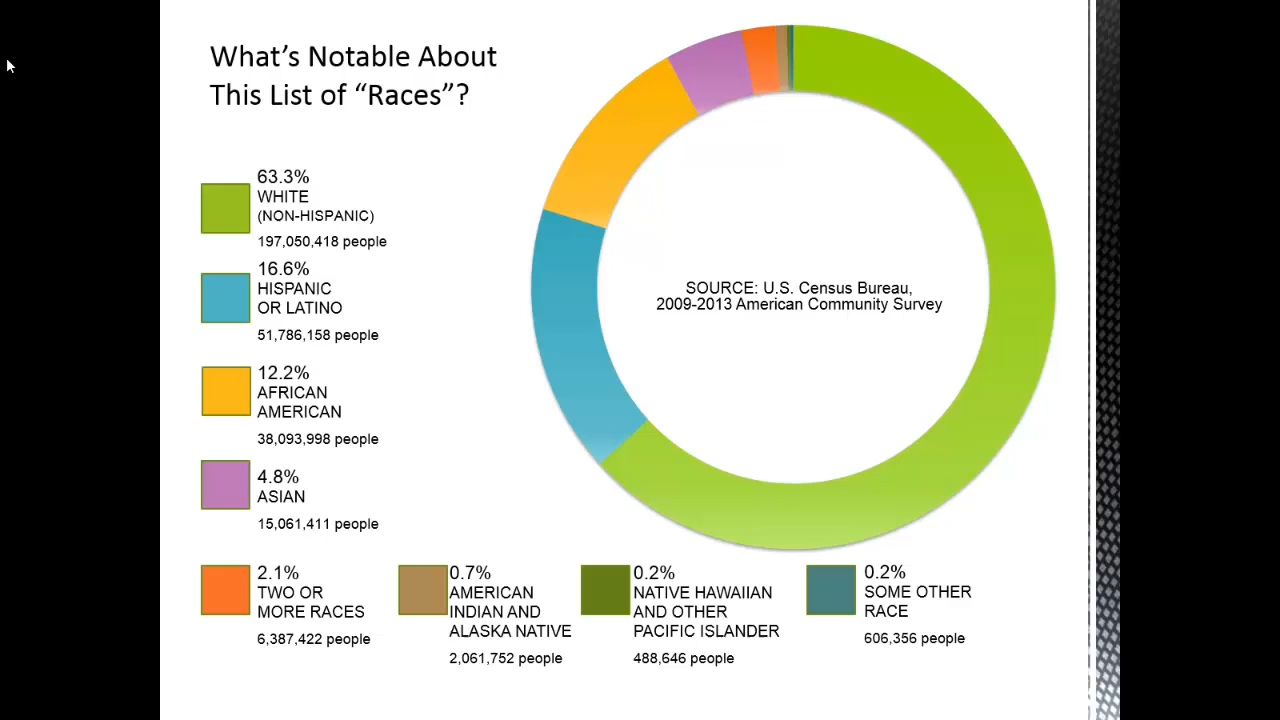 What’s Notable About
This List of “Races”?
63.3%
WHITE
(NON-HISPANIC)
197,050,418 people
16.6%
HISPANIC
OR LATINO
51,786,158 people
12.2%
AFRICAN
AMERICAN
38,093,998 people
4.8%
ASIAN
15,061,411 people
2.1%
TWO OR
MORE RACES
6,387,422 people
0.7%
AMERICAN
INDIAN AND
ALASKA NATIVE
2,061,752 people
0.2%
NATIVE HAWAIIAN
AND OTHER
PACIFIC ISLANDER
488,646 people
0.2%
SOME OTHER
RACE
606,356 people
SOURCE: U.S. Census Bureau,
2009-2013 American Community Survey